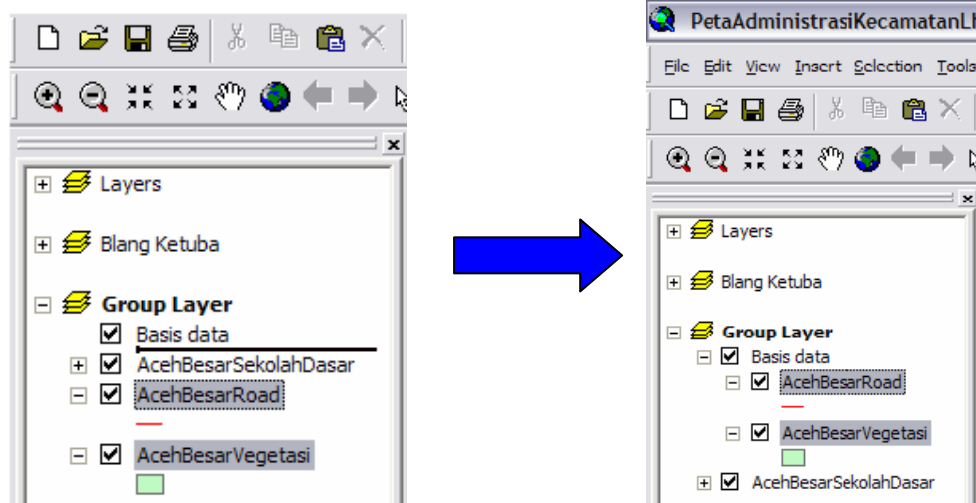 Layers
Blang Ketuba
Group Layer
Basis data
AcehBesarSekolahDasar
AcehBesarRoad
AcehBesarVegetasi
PetaAdministrasiKecamatanLh
File Edit View Insert Selection Tools
Layers
Blang Ketuba
Group Layer
Basis data
AcehBesarRoad
AcehBesarVegetasi
AcehBesarSekolahDasar